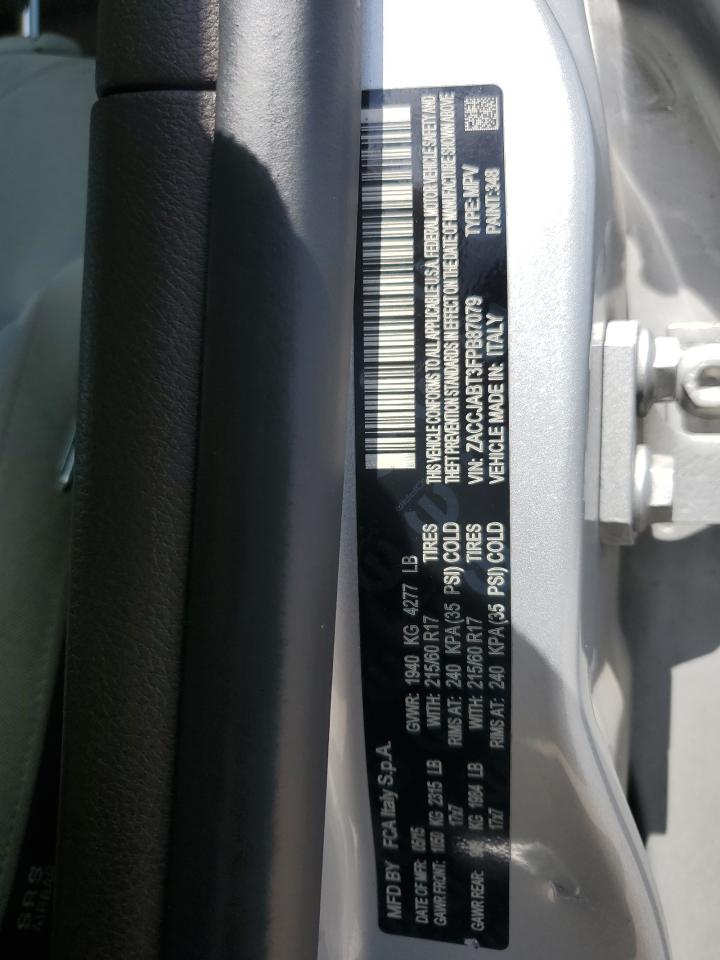 MFD BY FCA Italy S.p.A.
DATE OF MFR: 05/15 GVWR: 1940 KG 4277 LB
GAWR FRONT: 1050 KG 2315 LB WITH: 215/60 R17 TIRES
17x7 RIMS AT: 240 KPA(35 PSI) COLD
GAWR REAR: KG 1984 LB WITH: 215/60 R17 TIRES
17x7 RIMS AT: 240 KPA(35 PSI) COLD
THIS VEHICLE CONFORMS TO ALL APPLICABLE U.S.A. FEDERAL MOTOR VEHICLE SAFETY AND
THEFT PREVENTION STANDARDS IN EFFECT ON THE DATE OF MANUFACTURE SHOWN ABOVE
VIN: ZACCJABT3FPB87079 TYPE: MPV
VEHICLE MADE IN: ITALY PAINT: 348
SRS
AIRBAG